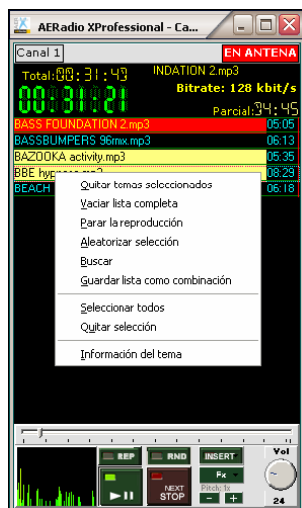 AERadio XProfessional - Ca...
Canal 1 EN ANTENA
Total:00:31:49 INDATION 2.mp3
Bitrate: 128 kbit/s
00:31:21 Parcial:34:45
BASS FOUNDATION 2.mp3 05:05
BASSBUMPERS 96rmx.mp3 06:13
BAZOOKA activity.mp3 05:35
BBE hypnose.mp3 08:29
BEACH 06:18
Quitar temas seleccionados
Vaciar lista completa
Parar la reproducción
Aleatorizar selección
Buscar
Guardar lista como combinación
Seleccionar todos
Quitar selección
Información del tema
REP RND INSERT Vol
Fx
NEXT STOP Pitch: 1x
- + 24